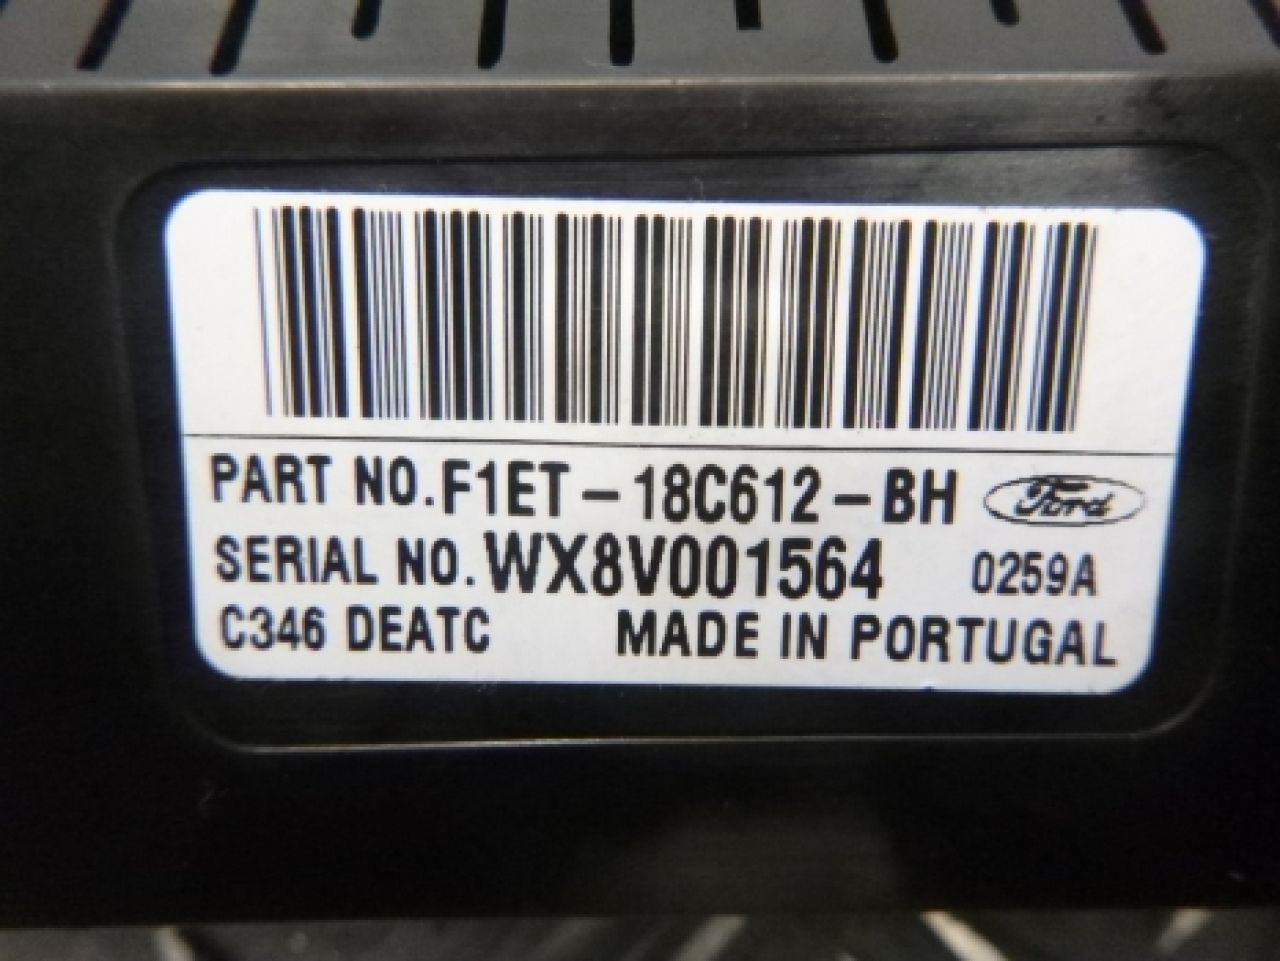 PART NO. F1ET-18C612-BH Ford
SERIAL NO. WX8V001564 0259A
C346 DEATC MADE IN PORTUGAL